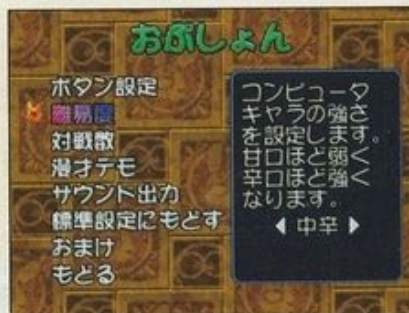 おぷしょん
ボタン設定
難易度
対戦数
漫才デモ
サウンド出力
標準設定にもどす
おまけ
もどる
コンピュータ
キャラの強さ
を設定します。
甘口ほど弱く
辛口ほど強く
なります。
◀ 中辛 ▶